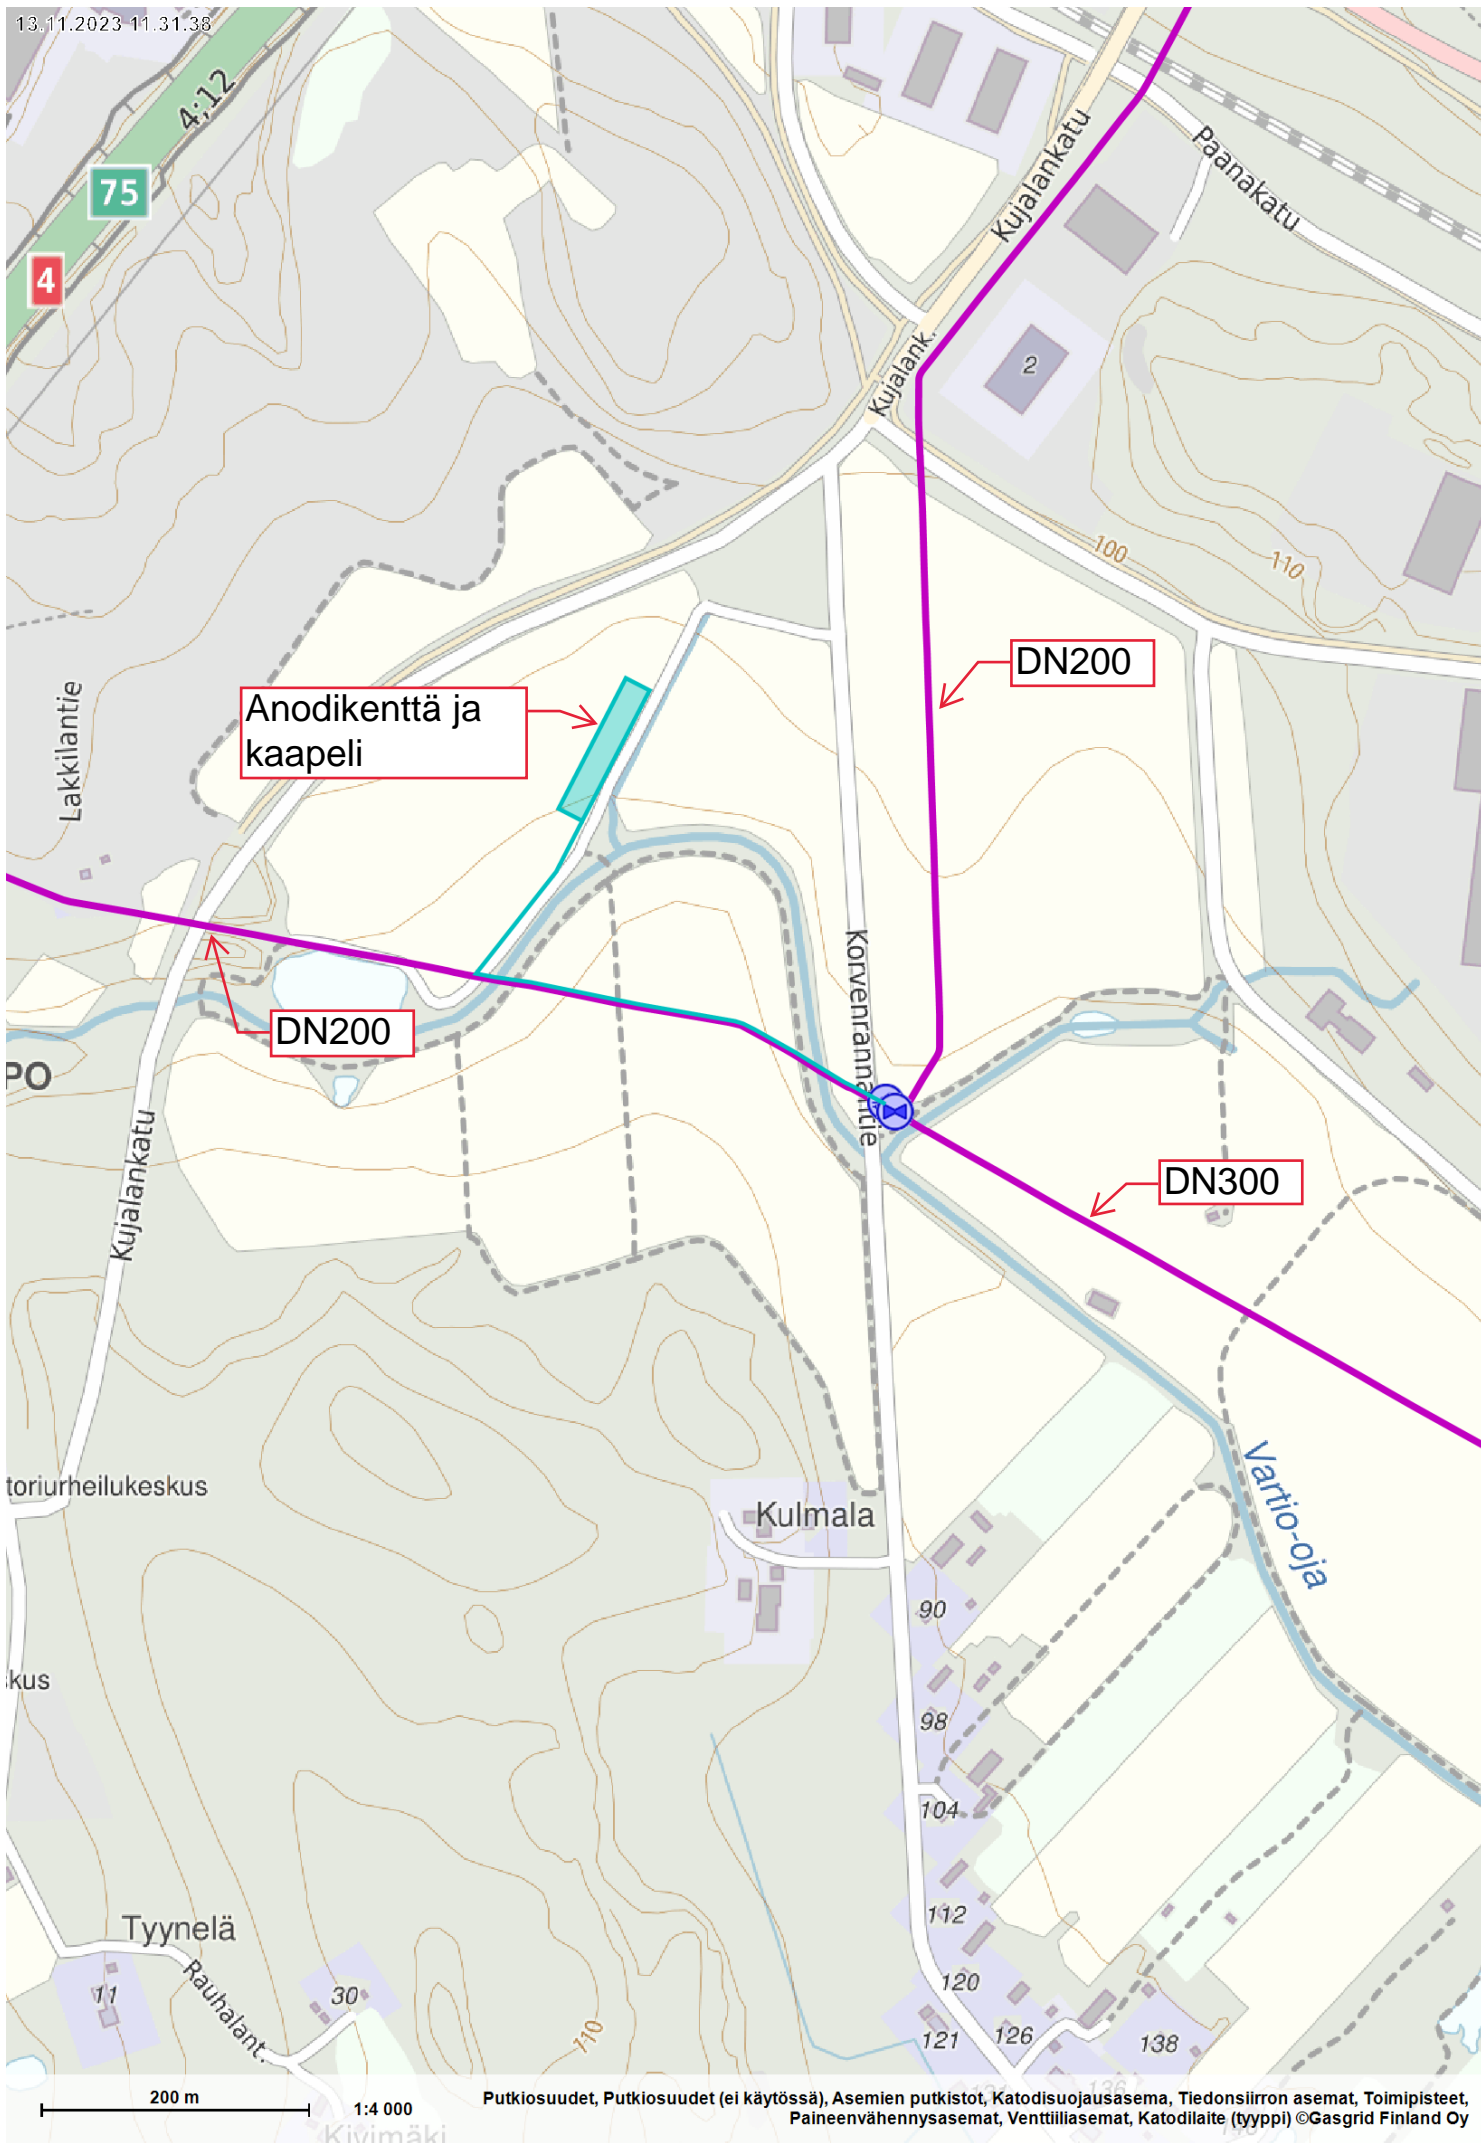 13.11.2023 11.31.38
4;12
75
4
Kujalankatu
Paanakatu
Kujalank.
2
100
110
DN200
Anodikenttä ja
kaapeli
Lakkilantie
Korvenrannantie
DN200
PO
Kujalankatu
DN300
toriurheilukeskus
Kulmala
Vartio-oja
90
skus
98
104
112
Tyynelä
Rauhalant.
11
30
110
120
121
126
138
136
200 m
1:4 000
Putkiosuudet, Putkiosuudet (ei käytössä), Asemien putkistot, Katodisuojausasema, Tiedonsiirron asemat, Toimipisteet,
Paineenvähennysasemat, Venttiiliasemat, Katodilaite (tyyppi) ©Gasgrid Finland Oy
Kivimäki